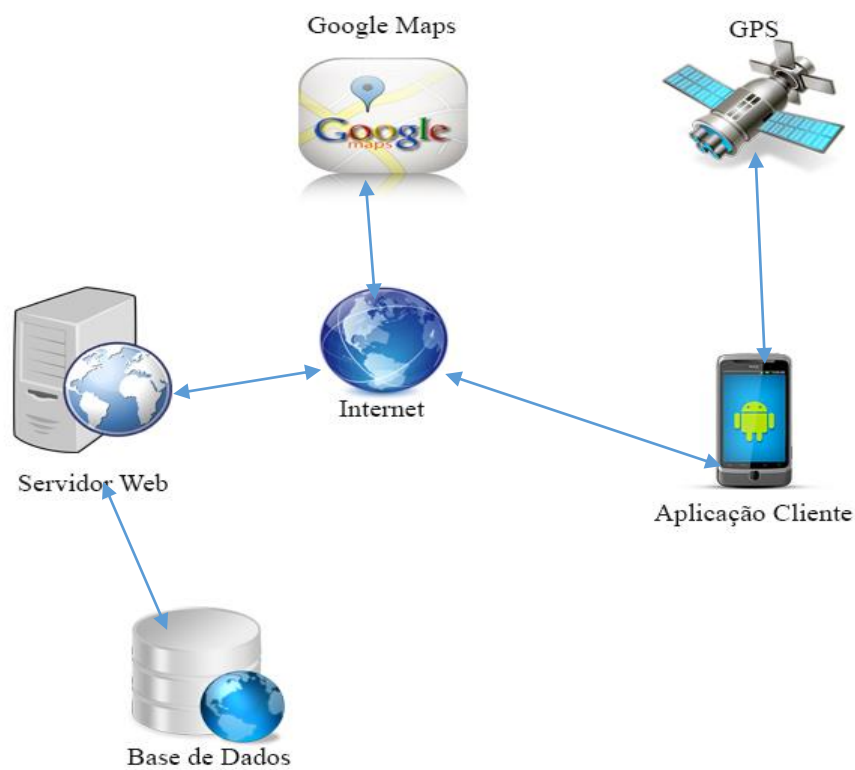 Google Maps
GPS
Google
maps
Internet
Servidor Web
Aplicação Cliente
Base de Dados